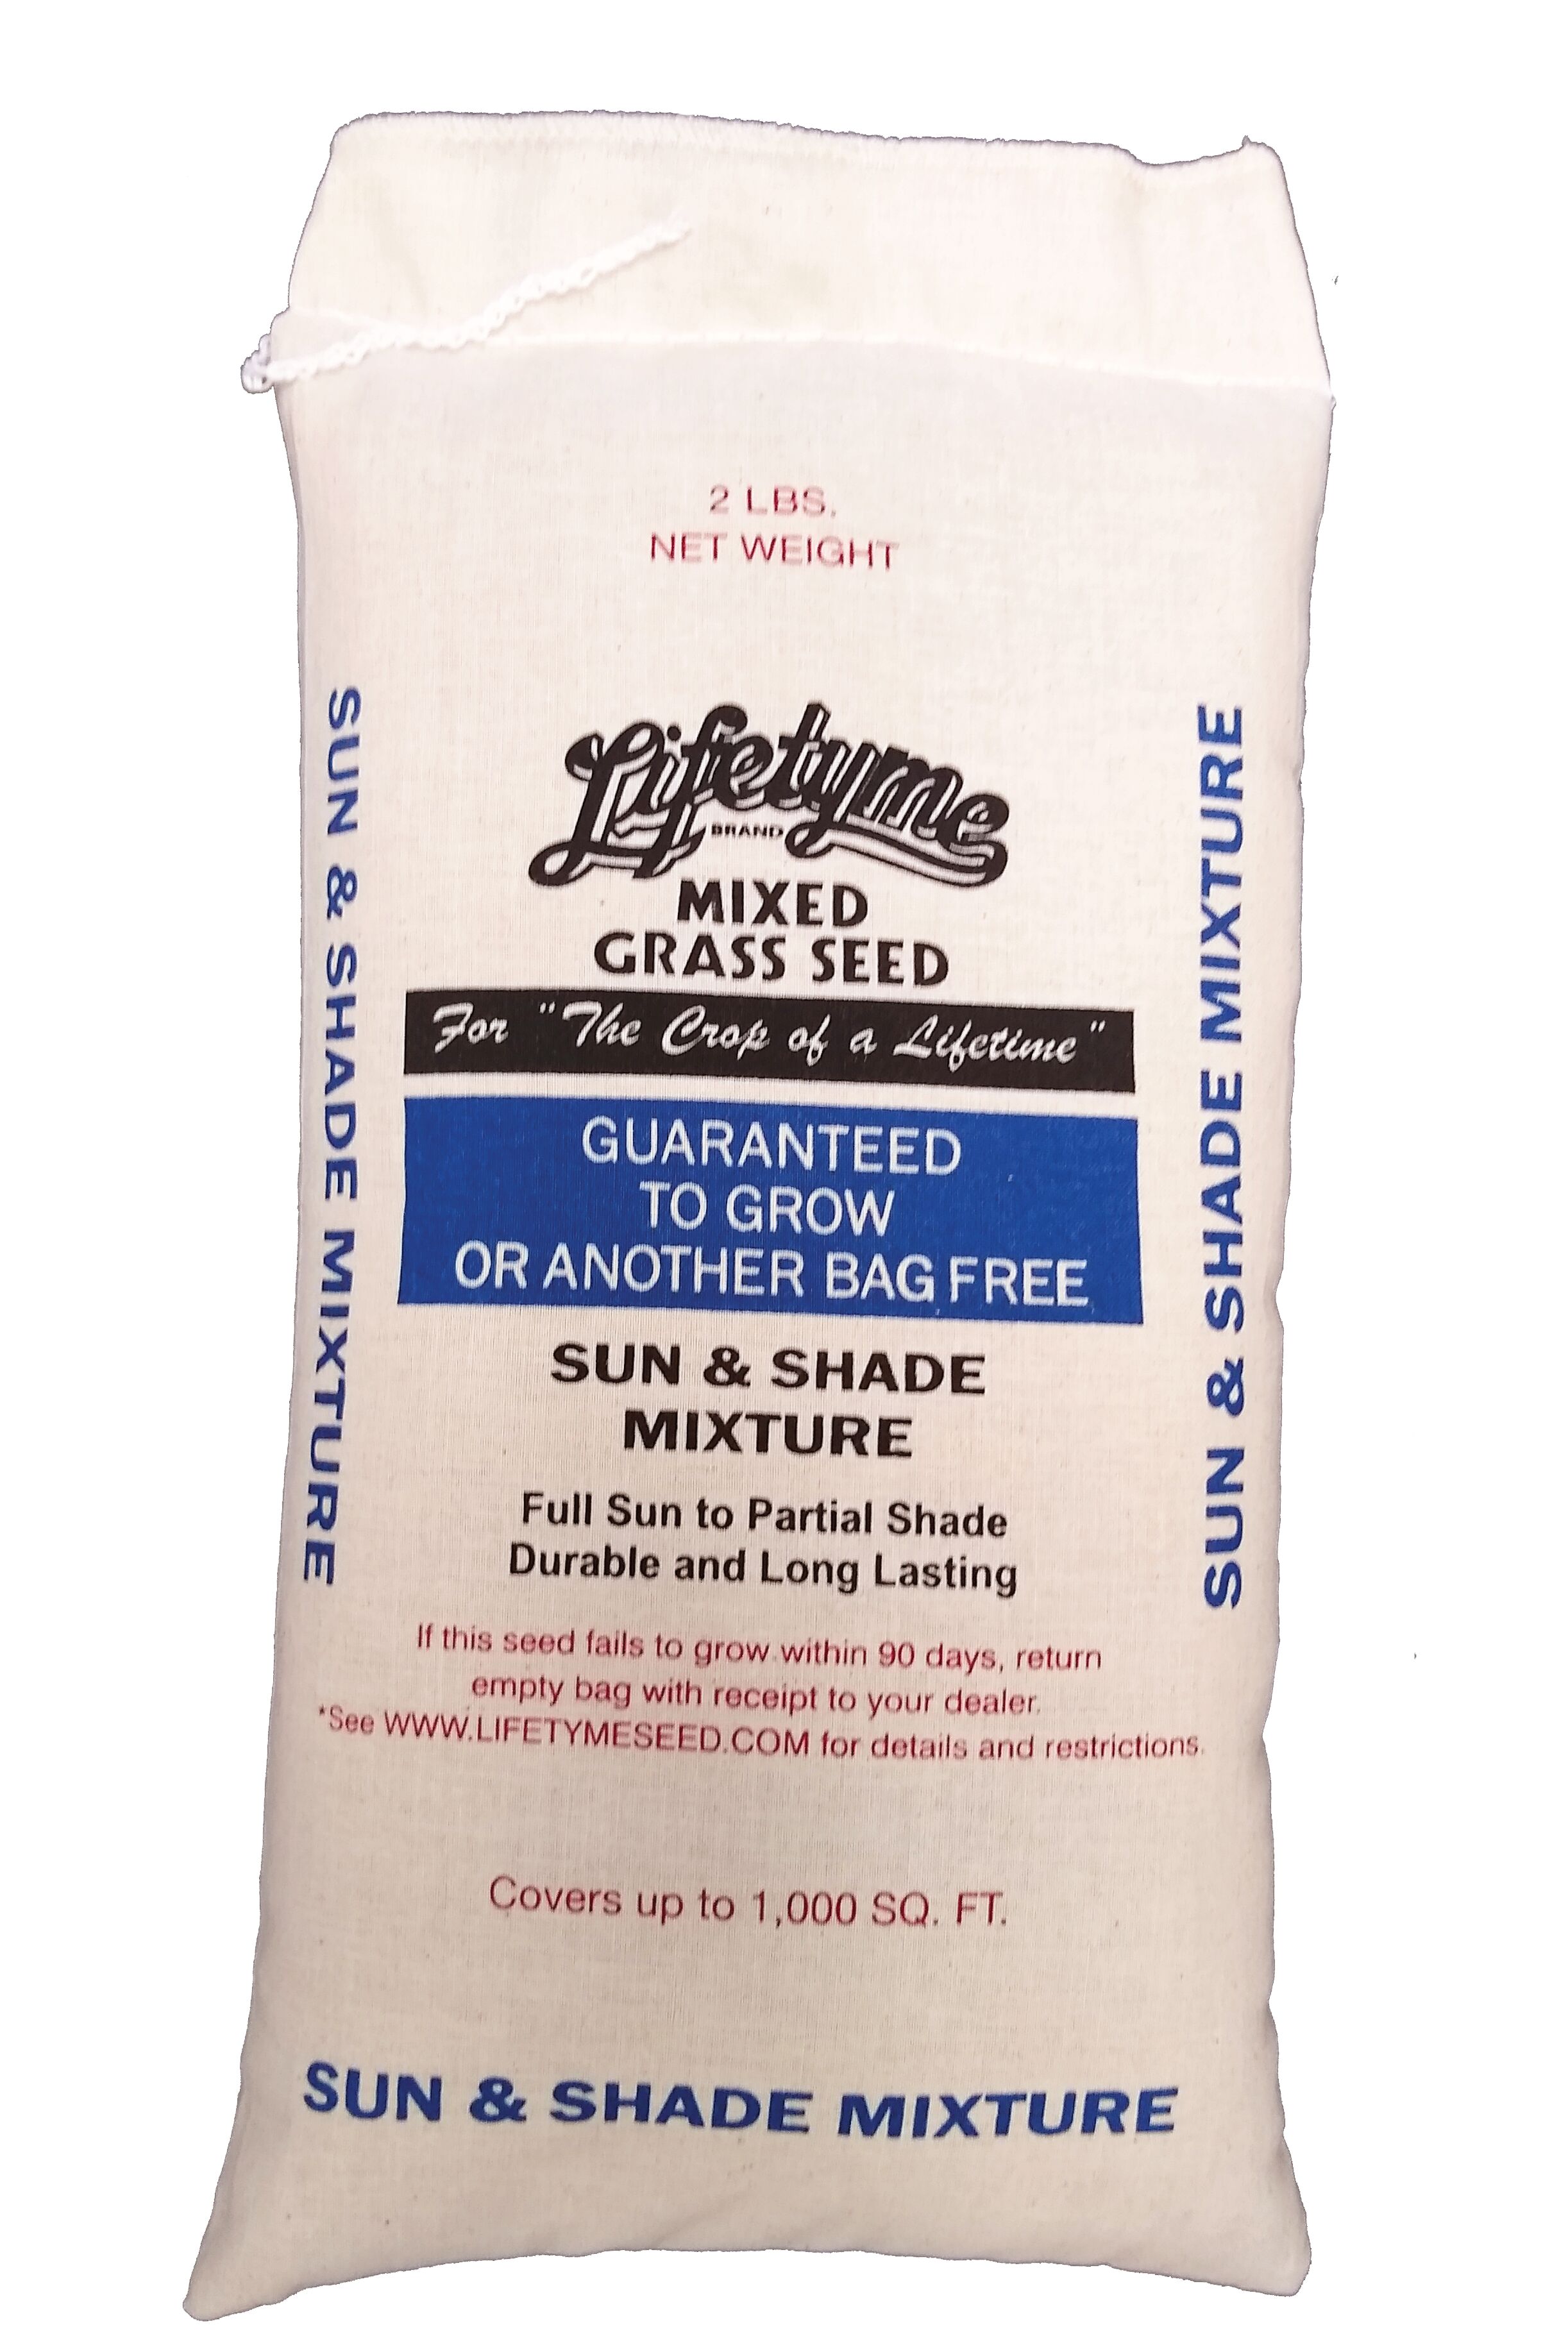 2 LBS.
NET WEIGHT
Lifetyme
BRAND
MIXED
GRASS SEED
For "The Crop of a Lifetime"
GUARANTEED
TO GROW
OR ANOTHER BAG FREE
SUN & SHADE
MIXTURE
Full Sun to Partial Shade
Durable and Long Lasting
If this seed fails to grow within 90 days, return
empty bag with receipt to your dealer.
*See WWW.LIFETYMESEED.COM for details and restrictions.
Covers up to 1,000 SQ. FT.
SUN & SHADE MIXTURE
SUN & SHADE MIXTURE
SUN & SHADE MIXTURE